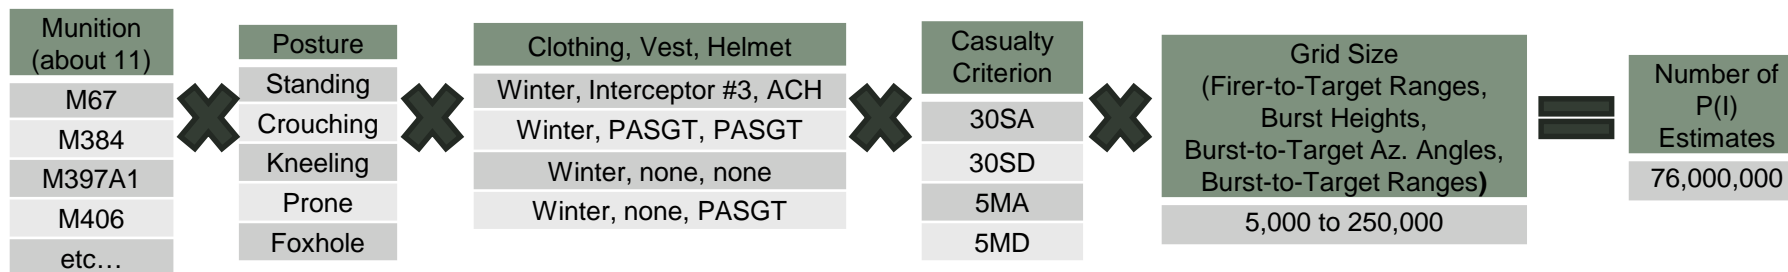 Munition
(about 11)
M67
M384
M397A1
M406
etc…
Posture
Standing
Crouching
Kneeling
Prone
Foxhole
Clothing, Vest, Helmet
Winter, Interceptor #3, ACH
Winter, PASGT, PASGT
Winter, none, none
Winter, none, PASGT
Casualty
Criterion
30SA
30SD
5MA
5MD
Grid Size
(Firer-to-Target Ranges,
Burst Heights,
Burst-to-Target Az. Angles,
Burst-to-Target Ranges)
5,000 to 250,000
Number of
P(I)
Estimates
76,000,000